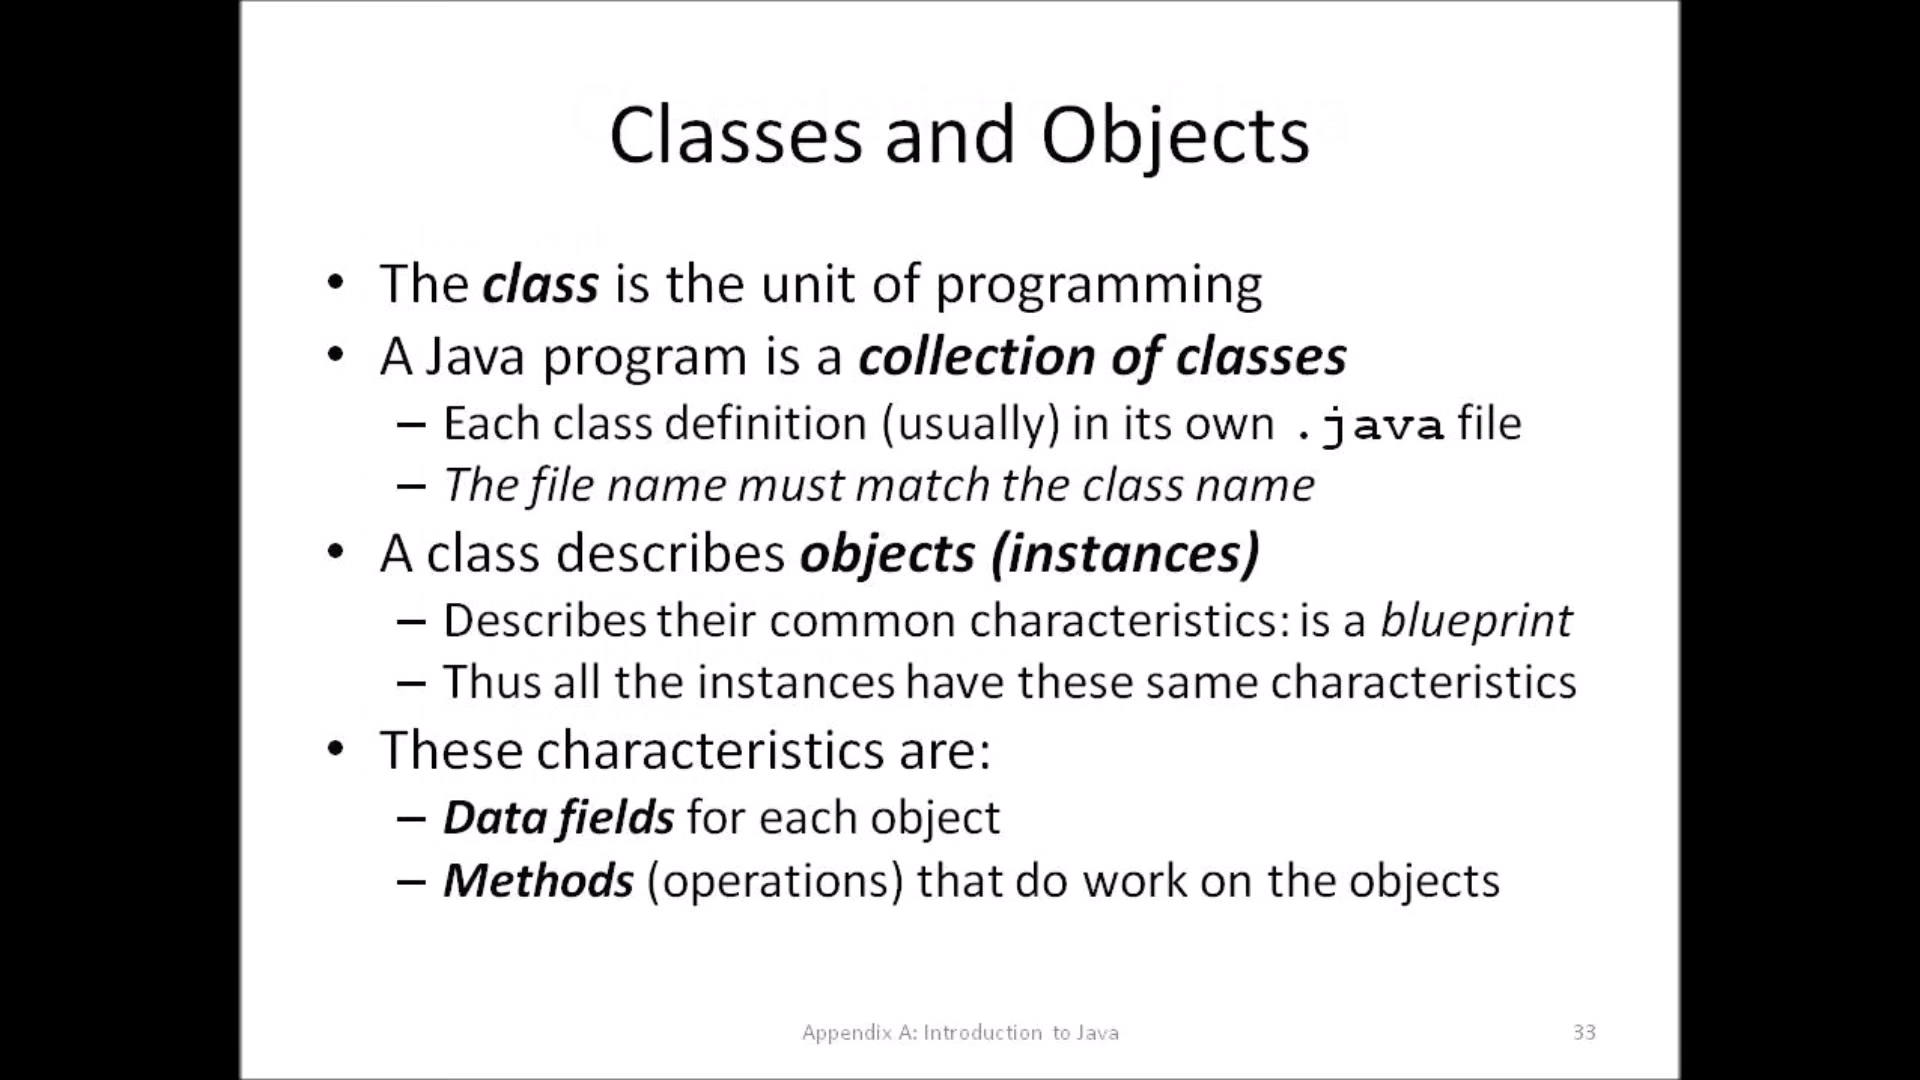 Classes and Objects
• The class is the unit of programming
• A Java program is a collection of classes
– Each class definition (usually) in its own .java file
– The file name must match the class name
• A class describes objects (instances)
– Describes their common characteristics: is a blueprint
– Thus all the instances have these same characteristics
• These characteristics are:
– Data fields for each object
– Methods (operations) that do work on the objects
Appendix A: Introduction to Java
33